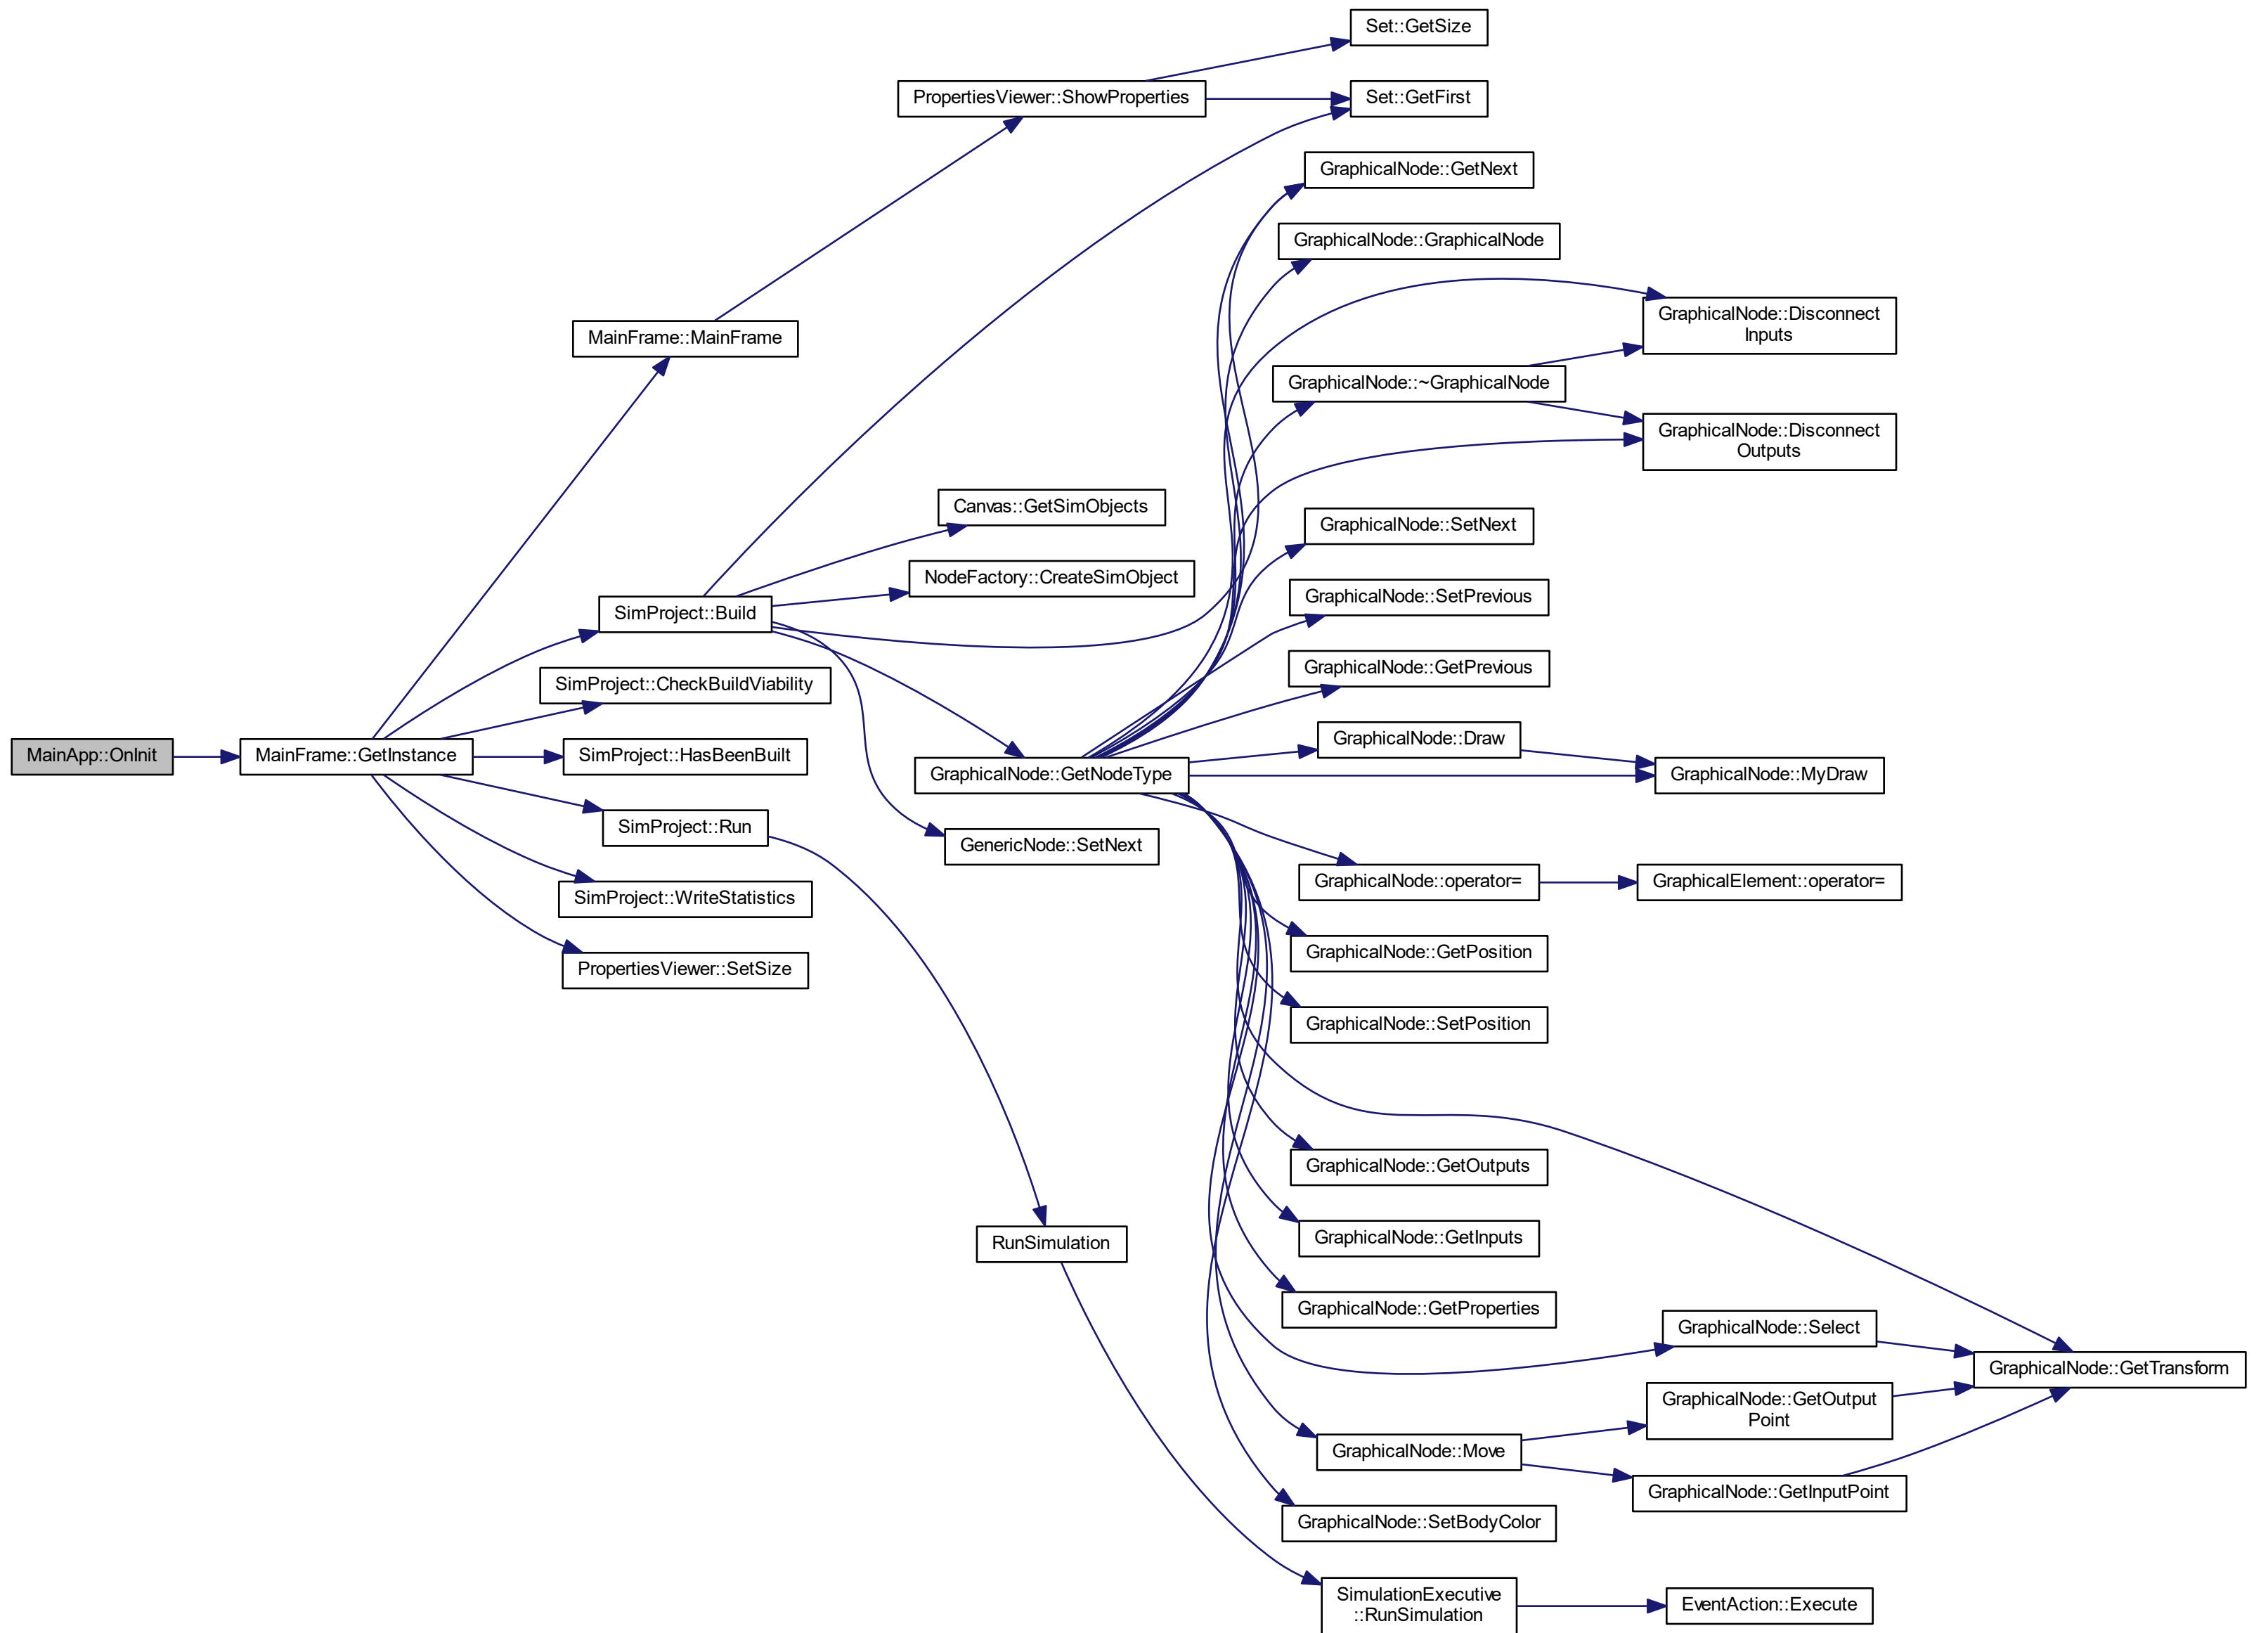 Set::GetSize
PropertiesViewer::ShowProperties
Set::GetFirst
GraphicalNode::GetNext
GraphicalNode::GraphicalNode
GraphicalNode::Disconnect
Inputs
MainFrame::MainFrame
GraphicalNode::~GraphicalNode
GraphicalNode::Disconnect
Outputs
Canvas::GetSimObjects
GraphicalNode::SetNext
NodeFactory::CreateSimObject
GraphicalNode::SetPrevious
SimProject::Build
GraphicalNode::GetPrevious
SimProject::CheckBuildViability
GraphicalNode::Draw
MainApp::OnInit
MainFrame::GetInstance
SimProject::HasBeenBuilt
GraphicalNode::GetNodeType
GraphicalNode::MyDraw
SimProject::Run
GenericNode::SetNext
GraphicalNode::operator=
GraphicalElement::operator=
SimProject::WriteStatistics
GraphicalNode::GetPosition
PropertiesViewer::SetSize
GraphicalNode::SetPosition
GraphicalNode::GetOutputs
RunSimulation
GraphicalNode::GetInputs
GraphicalNode::GetProperties
GraphicalNode::Select
GraphicalNode::GetTransform
GraphicalNode::GetOutput
Point
GraphicalNode::Move
GraphicalNode::GetInputPoint
GraphicalNode::SetBodyColor
SimulationExecutive
::RunSimulation
EventAction::Execute